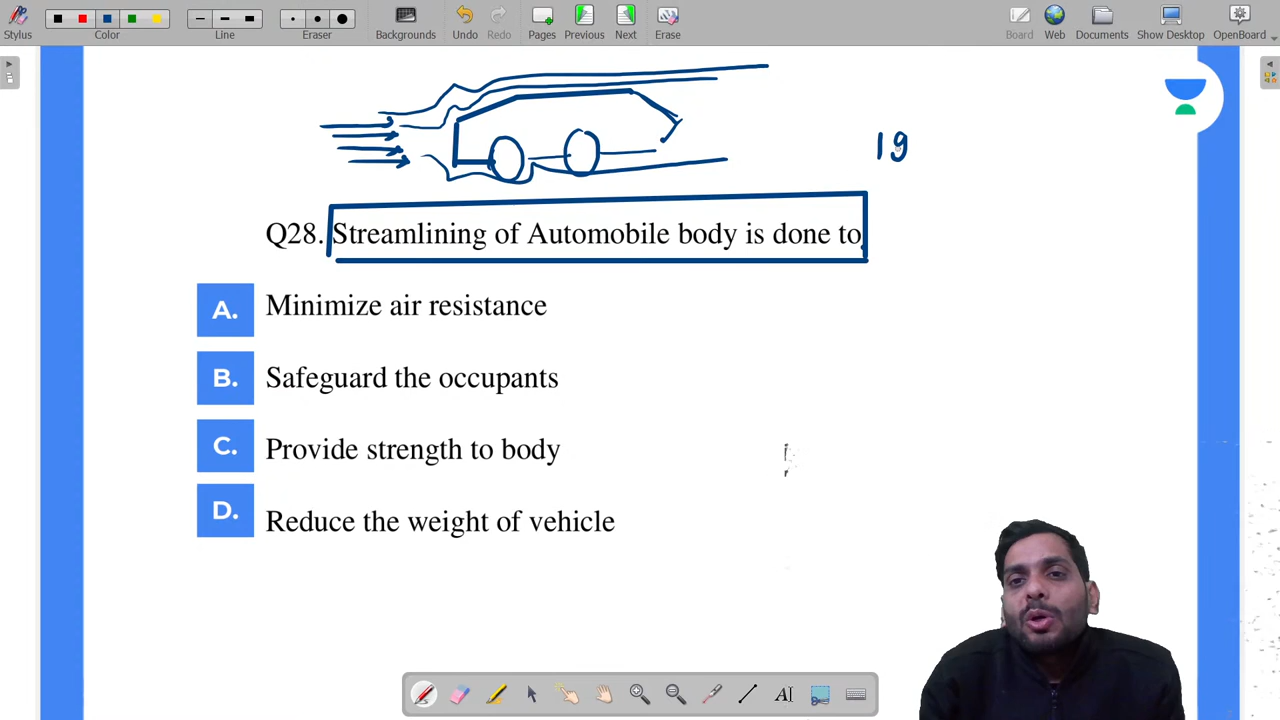 Stylus
Color
Line
Eraser
Backgrounds
Undo
Redo
Pages
Previous
Next
Erase
Board
Web
Documents
Show Desktop
OpenBoard
19
Q28. Streamlining of Automobile body is done to
A. Minimize air resistance
B. Safeguard the occupants
C. Provide strength to body
D. Reduce the weight of vehicle
AI